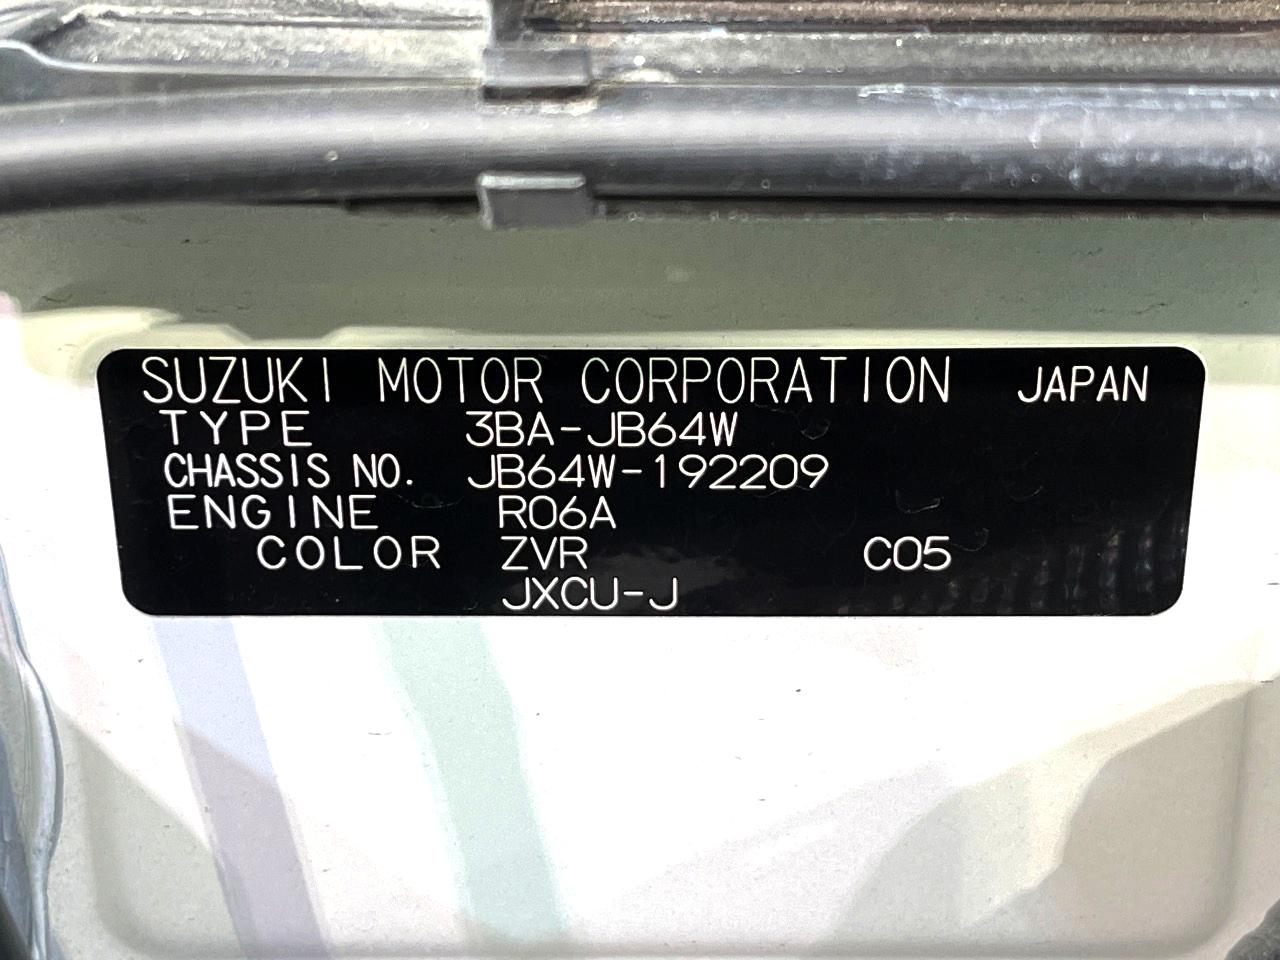 SUZUKI MOTOR CORPORATION JAPAN
TYPE 3BA-JB64W
CHASSIS NO. JB64W-192209
ENGINE R06A
COLOR ZVR C05
JXCU-J